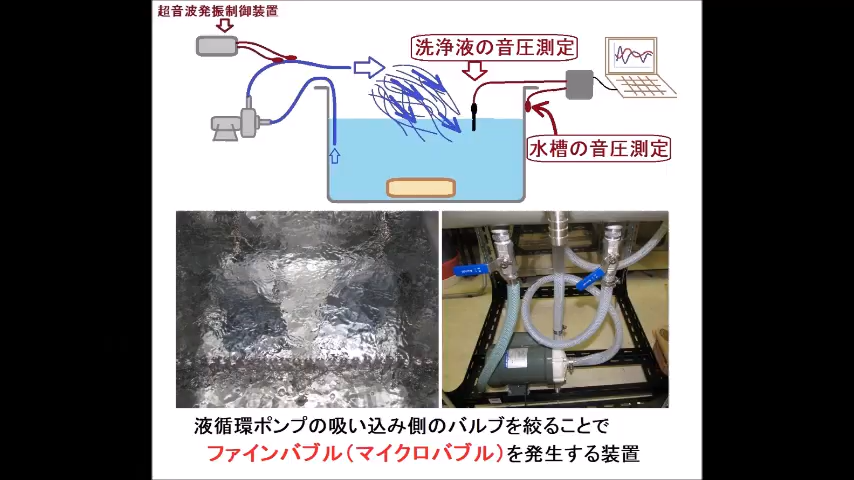 超音波発振制御装置
洗浄液の音圧測定
水槽の音圧測定
液循環ポンプの吸い込み側のバルブを絞ることで
ファインバブル（マイクロバブル）を発生する装置